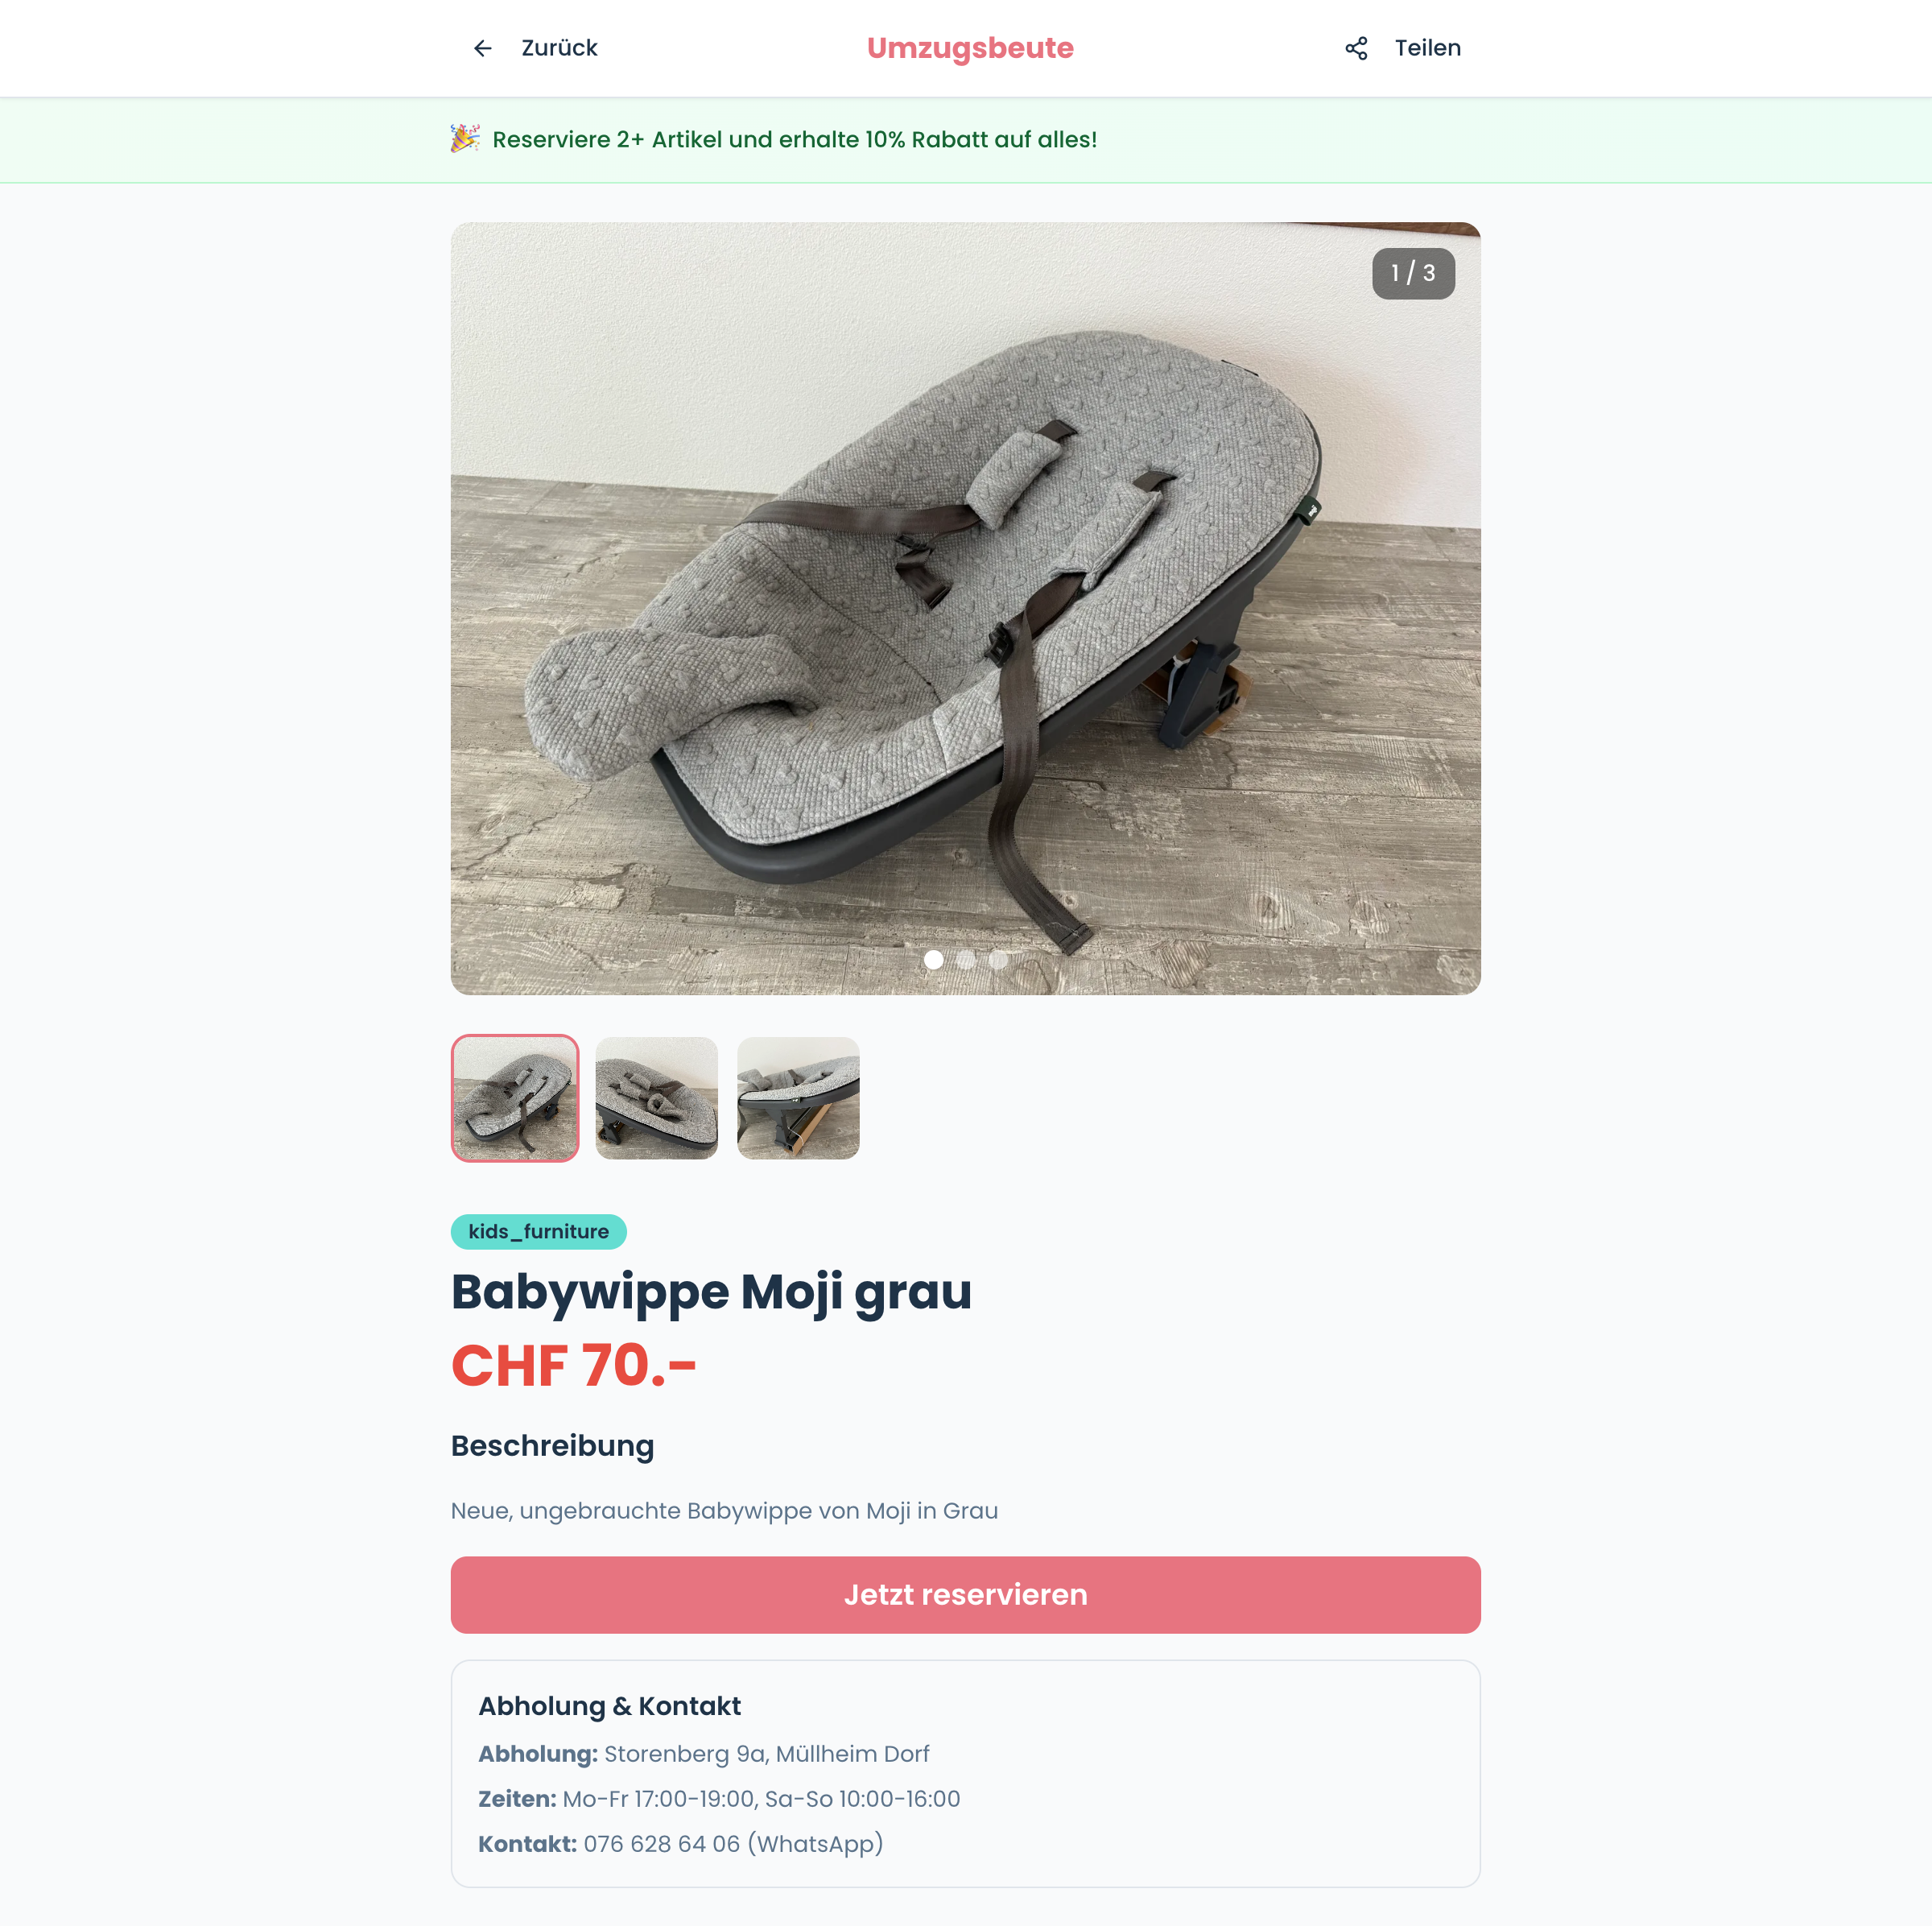 Zurück
Umzugsbeute
Teilen
🎉 Reserviere 2+ Artikel und erhalte 10% Rabatt auf alles!
1 / 3
kids_furniture
Babywippe Moji grau
CHF 70.-
Beschreibung
Neue, ungebrauchte Babywippe von Moji in Grau
Jetzt reservieren
Abholung & Kontakt
Abholung: Storenberg 9a, Müllheim Dorf
Zeiten: Mo-Fr 17:00-19:00, Sa-So 10:00-16:00
Kontakt: 076 628 64 06 (WhatsApp)